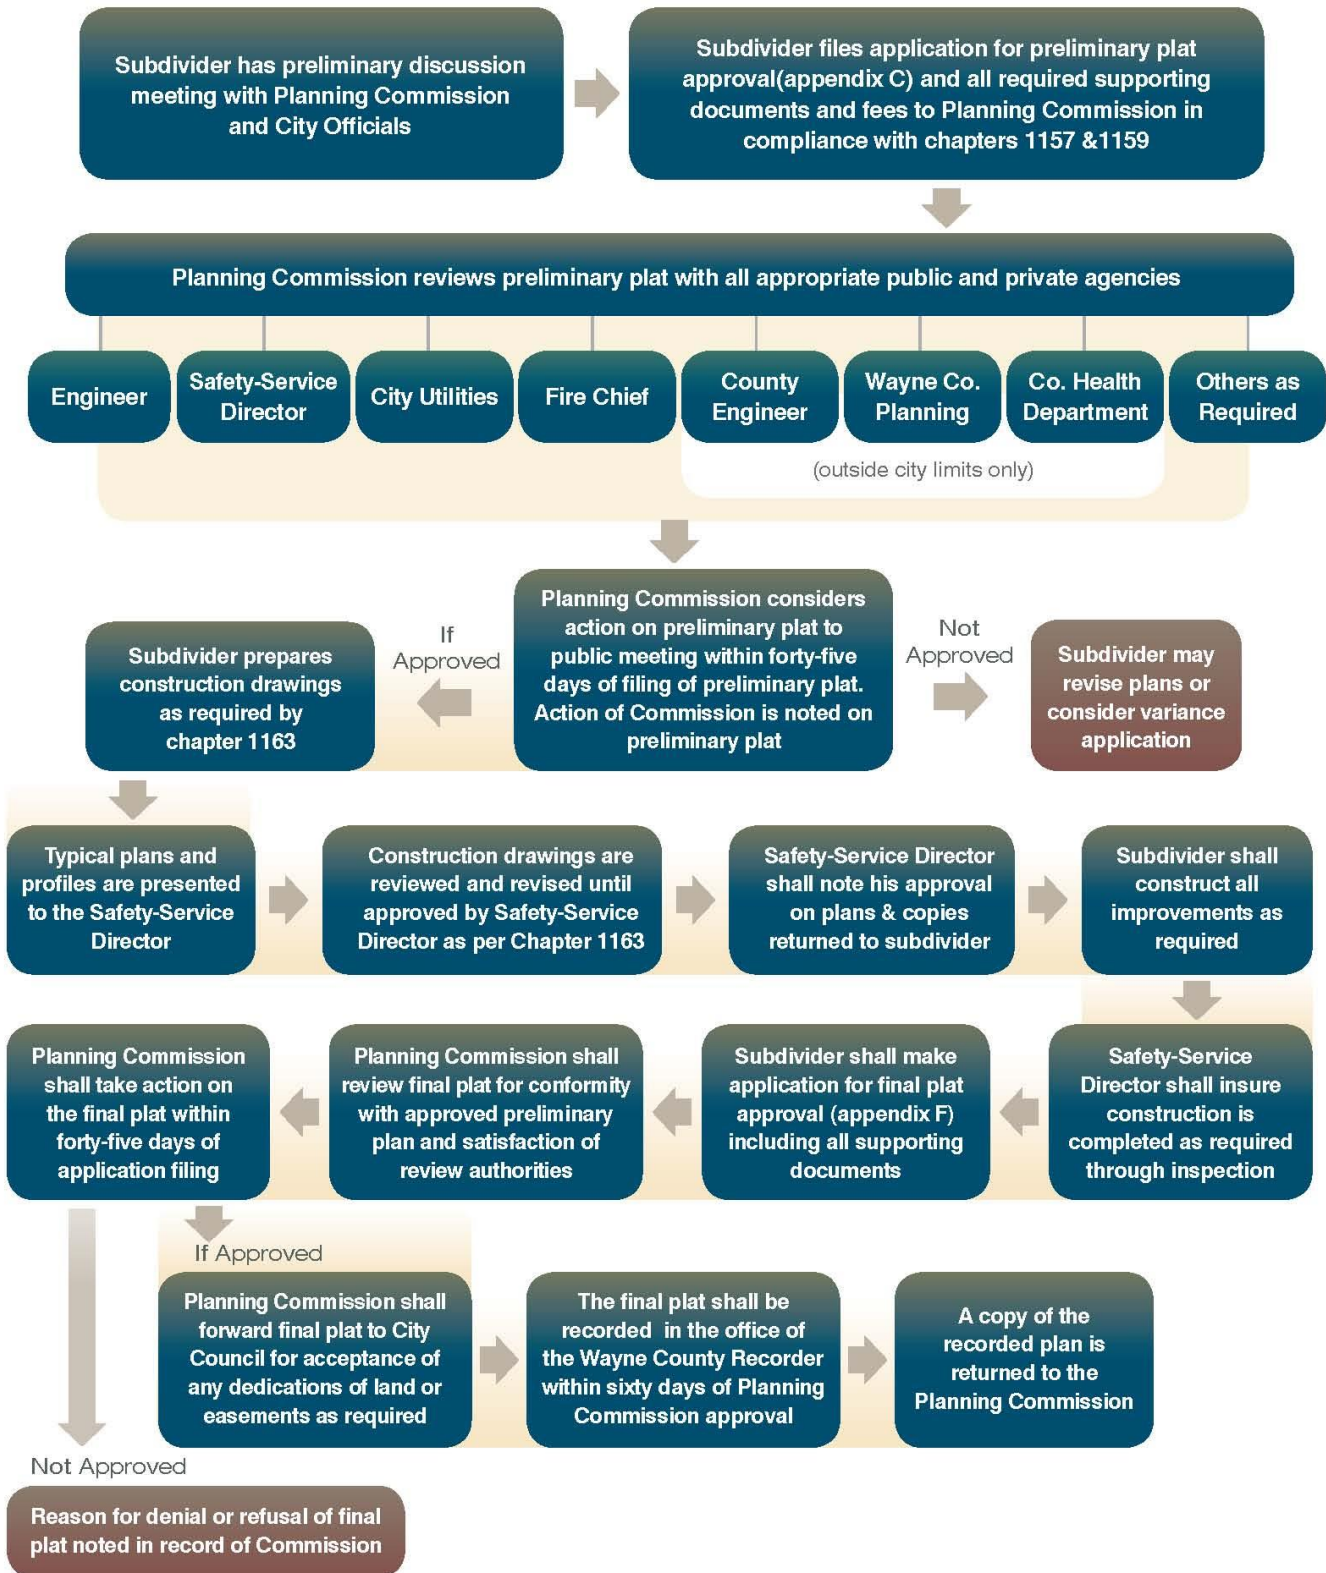 Subdivider has preliminary discussion
meeting with Planning Commission
and City Officials
Subdivider files application for preliminary plat
approval(appendix C) and all required supporting
documents and fees to Planning Commission in
compliance with chapters 1157 &1159
Planning Commission reviews preliminary plat with all appropriate public and private agencies
Engineer
Safety-Service
Director
City Utilities
Fire Chief
County
Engineer
Wayne Co.
Planning
Co. Health
Department
Others as
Required
(outside city limits only)
Planning Commission considers
action on preliminary plat to
public meeting within forty-five
days of filing of preliminary plat.
Action of Commission is noted on
preliminary plat
If
Approved
Subdivider prepares
construction drawings
as required by
chapter 1163
Not
Approved
Subdivider may
revise plans or
consider variance
application
Typical plans and
profiles are presented
to the Safety-Service
Director
Construction drawings are
reviewed and revised until
approved by Safety-Service
Director as per Chapter 1163
Safety-Service Director
shall note his approval
on plans & copies
returned to subdivider
Subdivider shall
construct all
improvements as
required
Safety-Service
Director shall insure
construction is
completed as required
through inspection
Subdivider shall make
application for final plat
approval (appendix F)
including all supporting
documents
Planning Commission shall
review final plat for conformity
with approved preliminary
plan and satisfaction of
review authorities
Planning Commission
shall take action on
the final plat within
forty-five days of
application filing
If Approved
Planning Commission shall
forward final plat to City
Council for acceptance of
any dedications of land or
easements as required
The final plat shall be
recorded in the office of
the Wayne County Recorder
within sixty days of Planning
Commission approval
A copy of the
recorded plan is
returned to the
Planning Commission
Not Approved
Reason for denial or refusal of final
plat noted in record of Commission